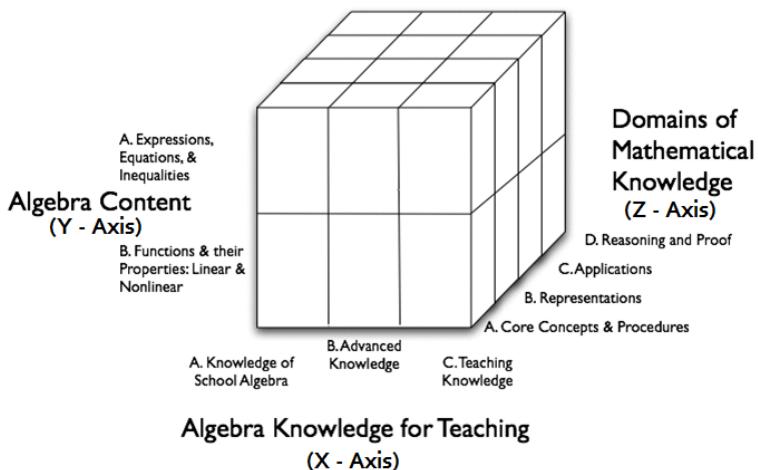 A. Expressions,
Equations, &
Inequalities
Algebra Content
(Y - Axis)
B. Functions & their
Properties: Linear &
Nonlinear
Domains of
Mathematical
Knowledge
(Z - Axis)
D. Reasoning and Proof
C. Applications
B. Representations
A. Core Concepts & Procedures
A. Knowledge of
School Algebra
B. Advanced
Knowledge
C. Teaching
Knowledge
Algebra Knowledge for Teaching
(X - Axis)